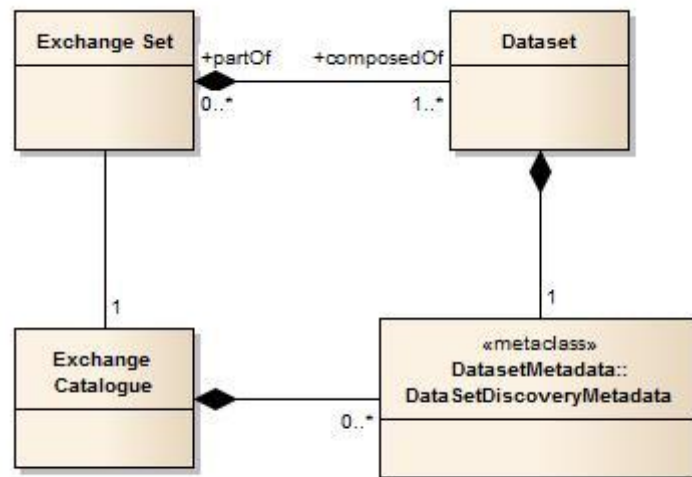 Exchange Set
+partOf
+composedOf
Dataset
0..*
1..*
1
1
Exchange
Catalogue
«metaclass»
DatasetMetadata::
DataSetDiscoveryMetadata
0..*